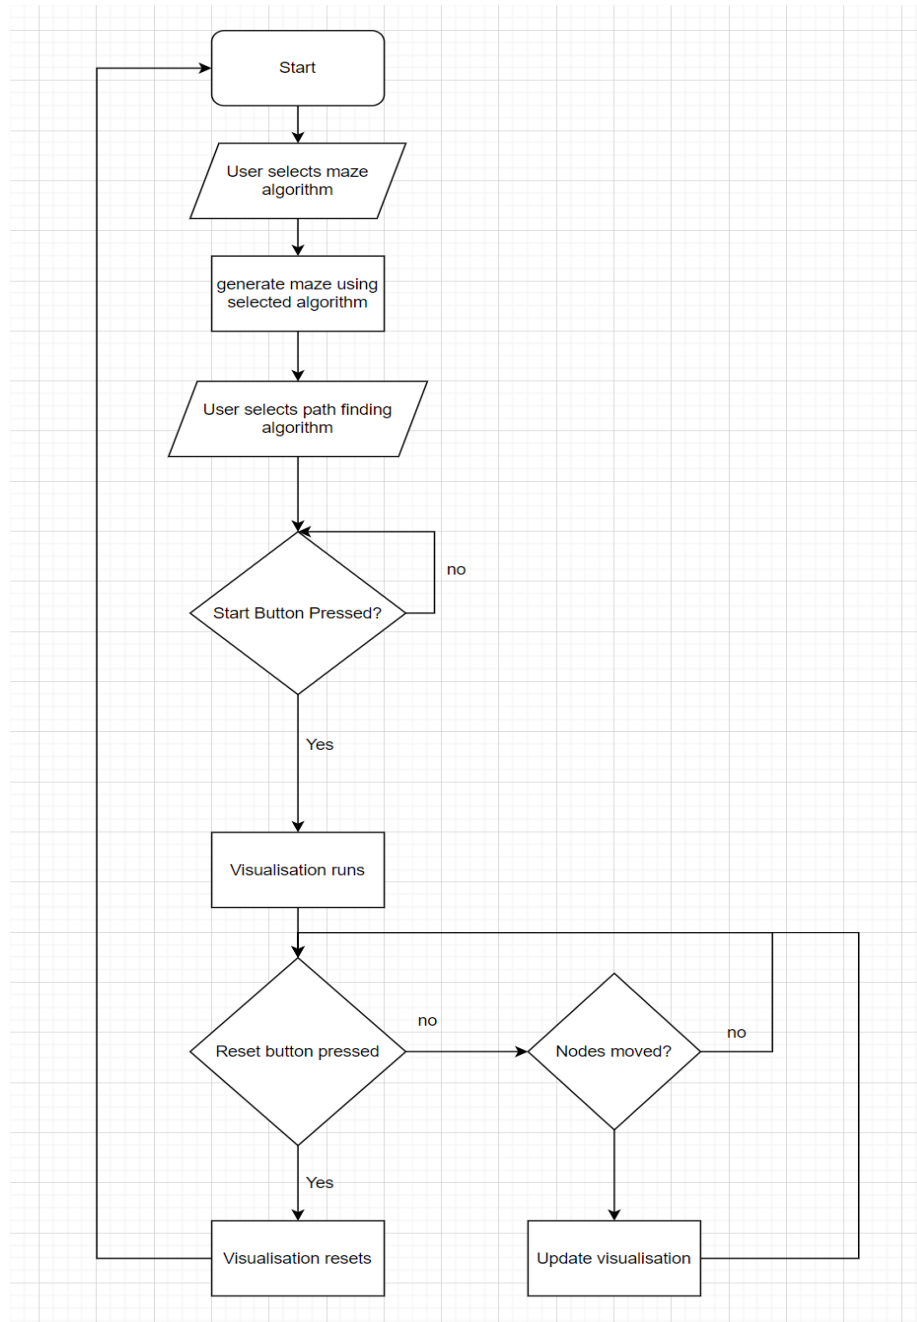 Start
User selects maze
algorithm
generate maze using
selected algorithm
User selects path finding
algorithm
no
Start Button Pressed?
Yes
Visualisation runs
no
Reset button pressed
Nodes moved?
no
Yes
Visualisation resets
Update visualisation